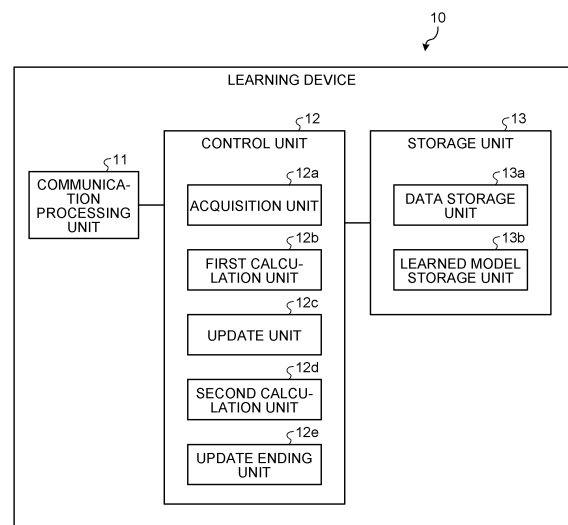 10
LEARNING DEVICE
11
COMMUNICA-
TION
PROCESSING
UNIT
12
CONTROL UNIT
12a
ACQUISITION UNIT
12b
FIRST CALCU-
LATION UNIT
12c
UPDATE UNIT
12d
SECOND CALCU-
LATION UNIT
12e
UPDATE ENDING
UNIT
13
STORAGE UNIT
13a
DATA STORAGE
UNIT
13b
LEARNED MODEL
STORAGE UNIT